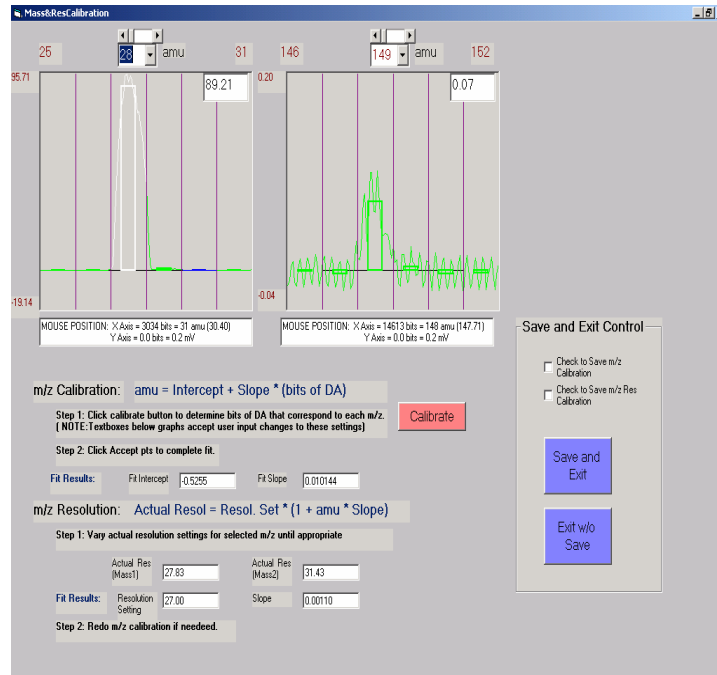 Mass&ResCalibration
25 28 amu 31 146 149 amu 152
95.71 89.21 0.20 0.07
-19.14 -0.04
MOUSE POSITION: X Axis = 3034 bits = 31 amu (30.40)
Y Axis = 0.0 bits = 0.2 mV
MOUSE POSITION: X Axis = 14613 bits = 148 amu (147.71)
Y Axis = 0.0 bits = 0.2 mV
Save and Exit Control
Check to Save m/z
Calibration
Check to Save m/z Res
Calibration
Save and
Exit
Exit w/o
Save
m/z Calibration: amu = Intercept + Slope * (bits of DA)
Step 1: Click calibrate button to determine bits of DA that correspond to each m/z.
( NOTE:Textboxes below graphs accept user input changes to these settings)
Calibrate
Step 2: Click Accept pts to complete fit.
Fit Results: Fit Intercept -0.5255 Fit Slope 0.010144
m/z Resolution: Actual Resol = Resol. Set * (1 + amu * Slope)
Step 1: Vary actual resolution settings for selected m/z until appropriate
Actual Res
(Mass1) 27.83
Actual Res
(Mass2) 31.43
Fit Results: Resolution
Setting 27.00
Slope 0.00110
Step 2: Redo m/z calibration if needeed.